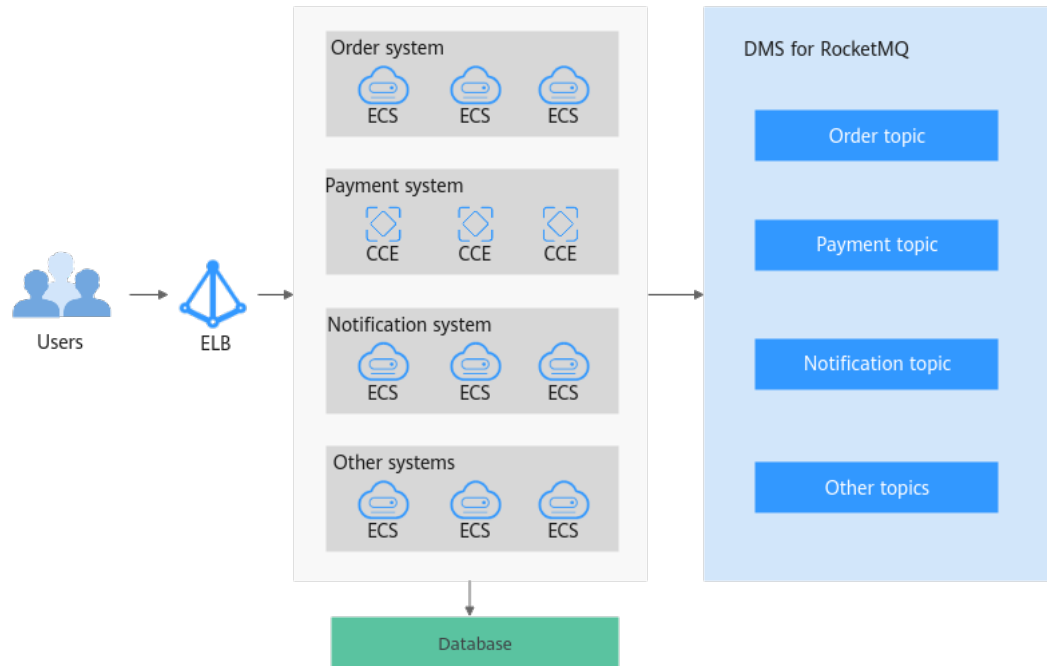 Users
ELB
Order system
ECS ECS ECS
Payment system
CCE CCE CCE
Notification system
ECS ECS ECS
Other systems
ECS ECS ECS
Database
DMS for RocketMQ
Order topic
Payment topic
Notification topic
Other topics